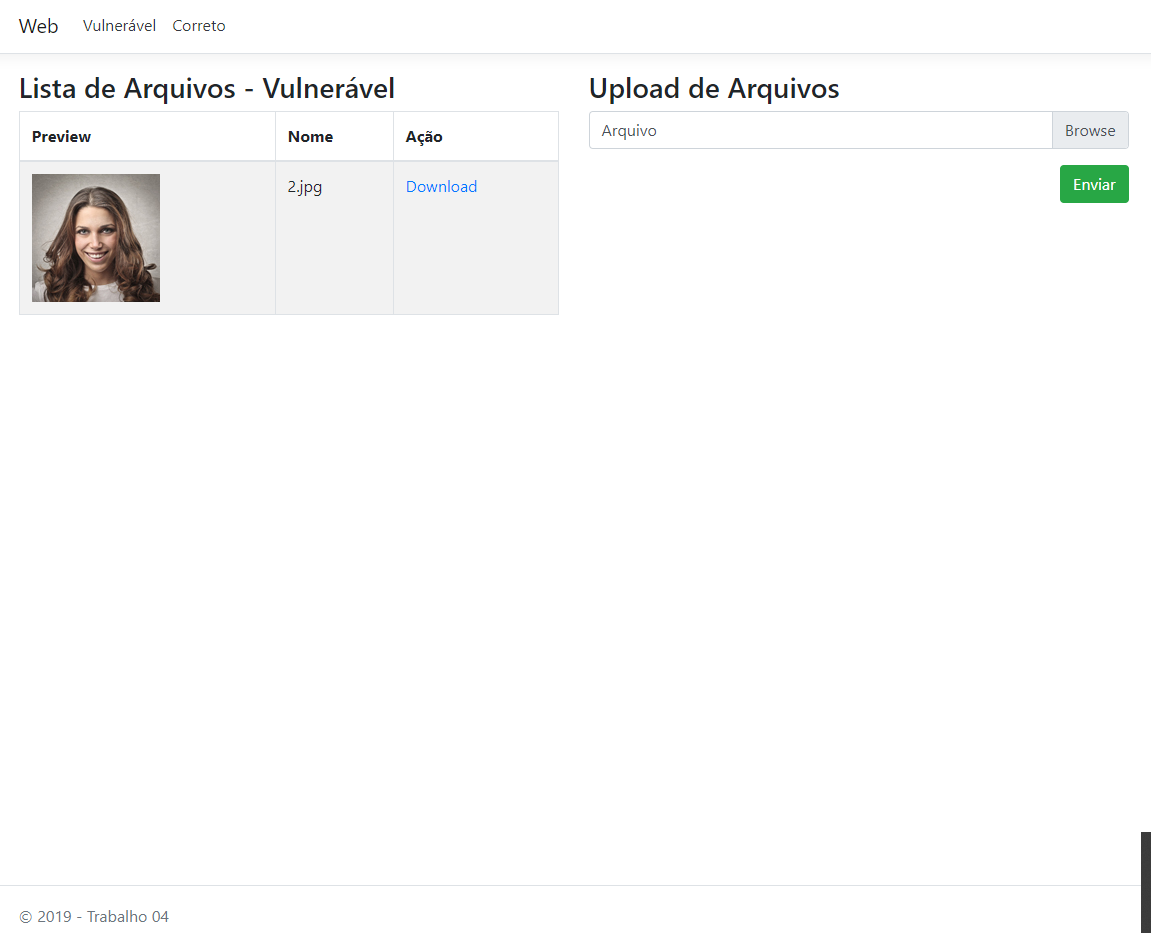 Web Vulnerável Correto
Lista de Arquivos - Vulnerável
Preview Nome Ação
2.jpg Download
Upload de Arquivos
Arquivo Browse
Enviar
© 2019 - Trabalho 04